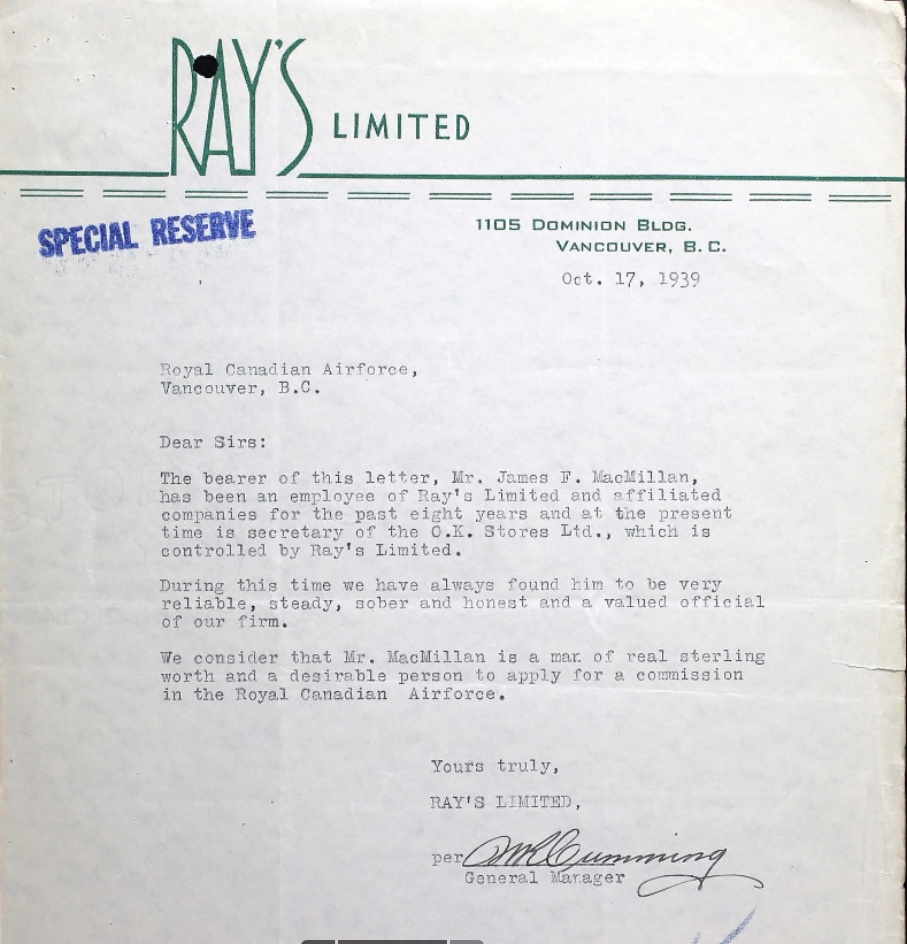 RAY'S LIMITED
SPECIAL RESERVE
1105 DOMINION BLDG.
VANCOUVER, B. C.
Oct. 17, 1939
Royal Canadian Airforce,
Vancouver, B.C.
Dear Sirs:
The bearer of this letter, Mr. James F. MacMillan,
has been an employee of Ray's Limited and affiliated
companies for the past eight years and at the present
time is secretary of the O.K. Stores Ltd., which is
controlled by Ray's Limited.
During this time we have always found him to be very
reliable, steady, sober and honest and a valued official
of our firm.
We consider that Mr. MacMillan is a man of real sterling
worth and a desirable person to apply for a commission
in the Royal Canadian Airforce.
Yours truly,
RAY'S LIMITED,
per Cumming
General Manager